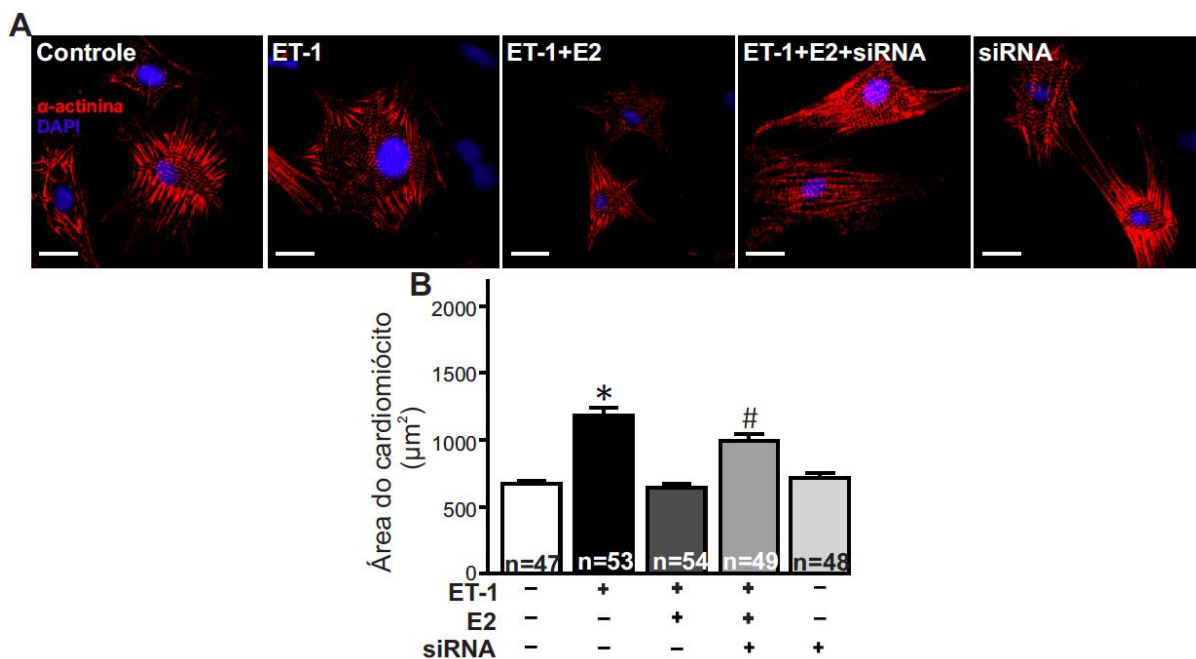 A
Controle
ET-1
ET-1+E2
ET-1+E2+siRNA
siRNA
α-actinina
DAPI
B
Área do cardiomiócito
(µm²)
2000
1500
1000
500
0
*
#
n=47
n=53
n=54
n=49
n=48
ET-1 – + + + –
E2 – – + + –
siRNA – – – + +